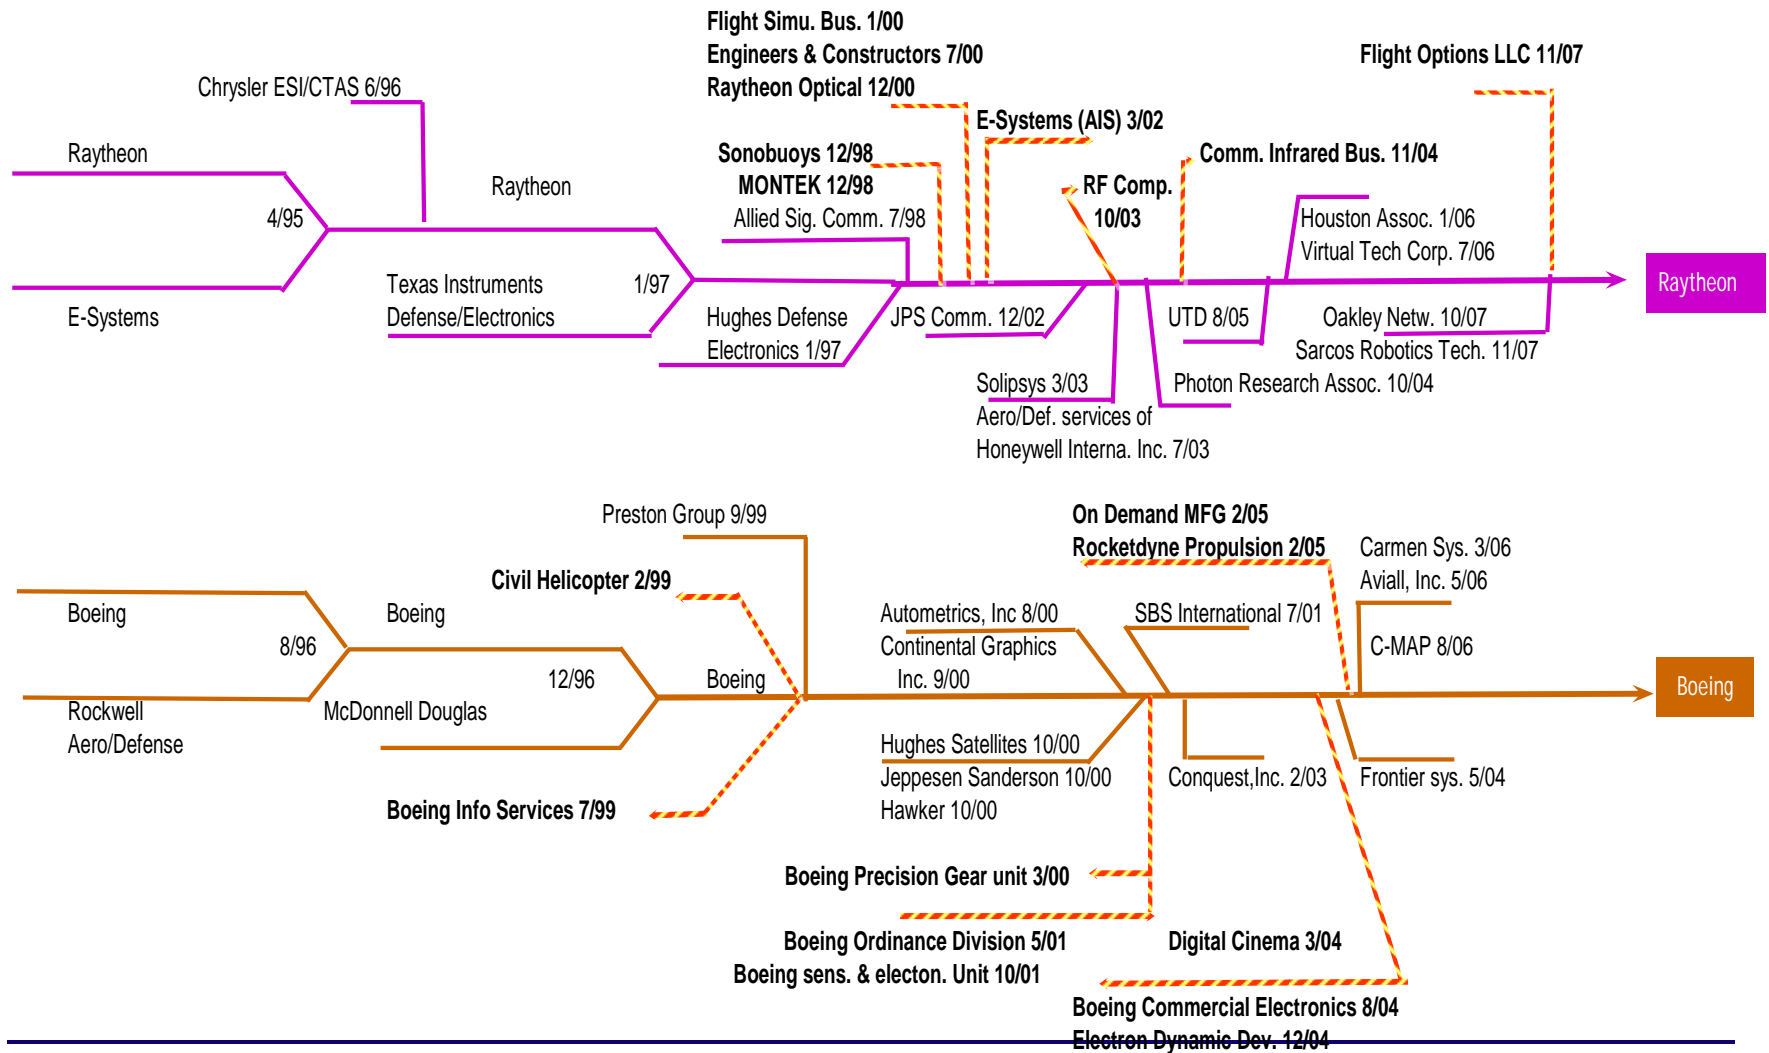 Flight Simu. Bus. 1/00
Engineers & Constructors 7/00
Raytheon Optical 12/00
Flight Options LLC 11/07
Chrysler ESI/CTAS 6/96
E-Systems (AIS) 3/02
Raytheon
Sonobuoys 12/98
MONTEK 12/98
Allied Sig. Comm. 7/98
Comm. Infrared Bus. 11/04
Raytheon
RF Comp.
10/03
4/95
Houston Assoc. 1/06
Virtual Tech Corp. 7/06
Texas Instruments
Defense/Electronics
1/97
Raytheon
E-Systems
Hughes Defense
Electronics 1/97
JPS Comm. 12/02
UTD 8/05
Oakley Netw. 10/07
Sarcos Robotics Tech. 11/07
Solipsys 3/03
Aero/Def. services of
Honeywell Interna. Inc. 7/03
Photon Research Assoc. 10/04
Preston Group 9/99
On Demand MFG 2/05
Rocketdyne Propulsion 2/05
Carmen Sys. 3/06
Aviall, Inc. 5/06
Civil Helicopter 2/99
Boeing
Boeing
Autometrics, Inc 8/00
Continental Graphics
Inc. 9/00
SBS International 7/01
8/96
C-MAP 8/06
12/96
Boeing
Boeing
Rockwell
Aero/Defense
McDonnell Douglas
Hughes Satellites 10/00
Jeppesen Sanderson 10/00
Hawker 10/00
Conquest,Inc. 2/03
Frontier sys. 5/04
Boeing Info Services 7/99
Boeing Precision Gear unit 3/00
Boeing Ordinance Division 5/01
Boeing sens. & electon. Unit 10/01
Digital Cinema 3/04
Boeing Commercial Electronics 8/04
Electron Dynamic Dev. 12/04